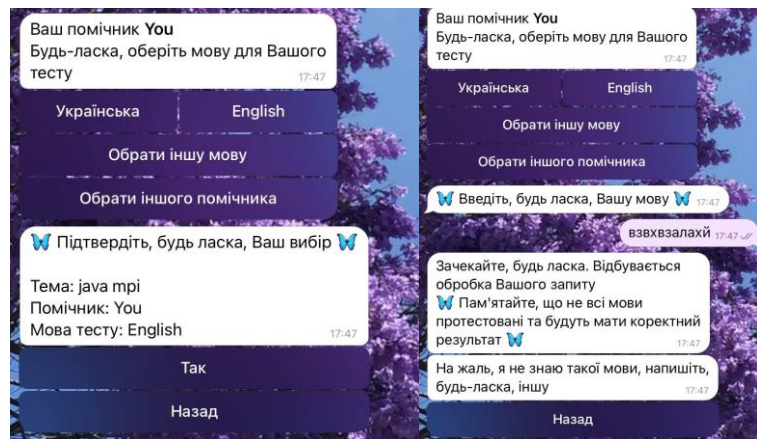 Ваш помічник You
Будь-ласка, оберіть мову для Вашого
тесту
17:47
Українська
English
Обрати іншу мову
Обрати іншого помічника
Підтвердіть, будь ласка, Ваш вибір
Тема: java mpi
Помічник: You
Мова тесту: English
17:47
Так
Назад
Ваш помічник You
Будь-ласка, оберіть мову для Вашого
тесту
17:47
Українська
English
Обрати іншу мову
Обрати іншого помічника
Введіть, будь ласка, Вашу мову
17:47
взвхвзалахй 17:47
Зачекайте, будь ласка. Відбувається
обробка Вашого запиту
Пам'ятайте, що не всі мови
протестовані та будуть мати коректний
результат
17:47
На жаль, я не знаю такої мови, напишіть,
будь-ласка, іншу
17:47
Назад